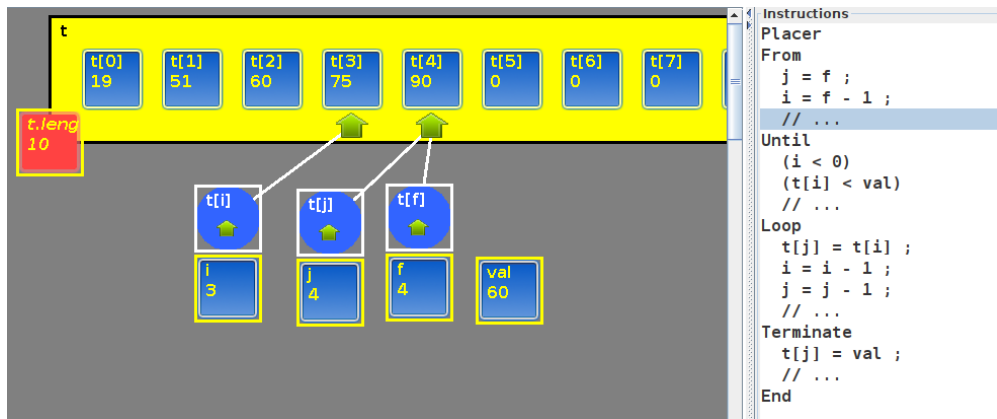 t
t[0] t[1] t[2] t[3] t[4] t[5] t[6] t[7]
19 51 60 75 90 0 0 0
t.leng
10
t[i] t[j] t[f]
i j f val
3 4 4 60
Instructions
Placer
From
j = f ;
i = f - 1 ;
// ...
Until
(i < 0)
(t[i] < val)
// ...
Loop
t[j] = t[i] ;
i = i - 1 ;
j = j - 1 ;
// ...
Terminate
t[j] = val ;
// ...
End